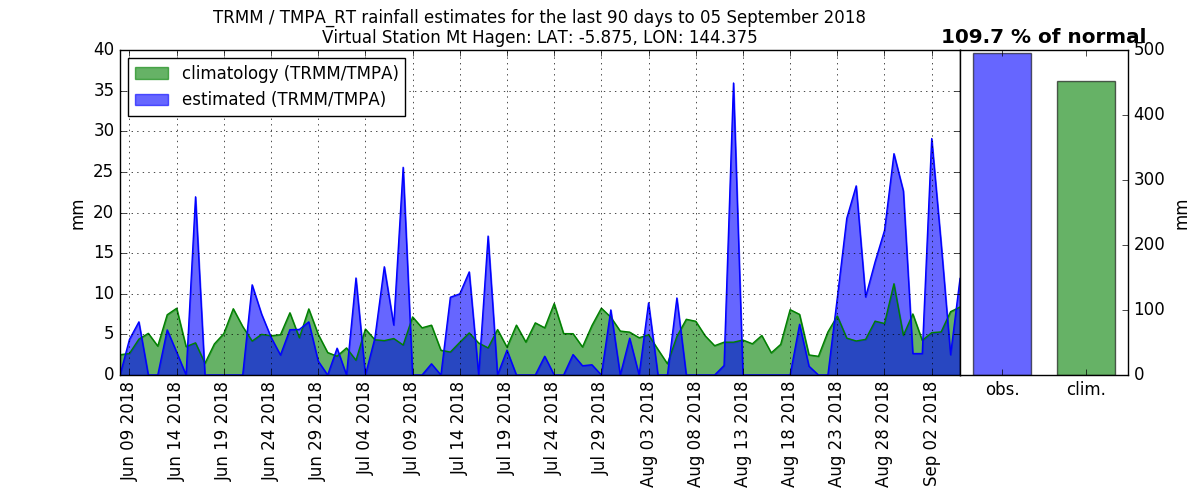 TRMM / TMPA_RT rainfall estimates for the last 90 days to 05 September 2018
Virtual Station Mt Hagen: LAT: -5.875, LON: 144.375
109.7 % of normal
climatology (TRMM/TMPA)
estimated (TRMM/TMPA)
40
35
30
25
20
15
10
5
0
mm
Jun 09 2018
Jun 14 2018
Jun 19 2018
Jun 24 2018
Jun 29 2018
Jul 04 2018
Jul 09 2018
Jul 14 2018
Jul 19 2018
Jul 24 2018
Jul 29 2018
Aug 03 2018
Aug 08 2018
Aug 13 2018
Aug 18 2018
Aug 23 2018
Aug 28 2018
Sep 02 2018
500
400
300
200
100
0
mm
obs.
clim.